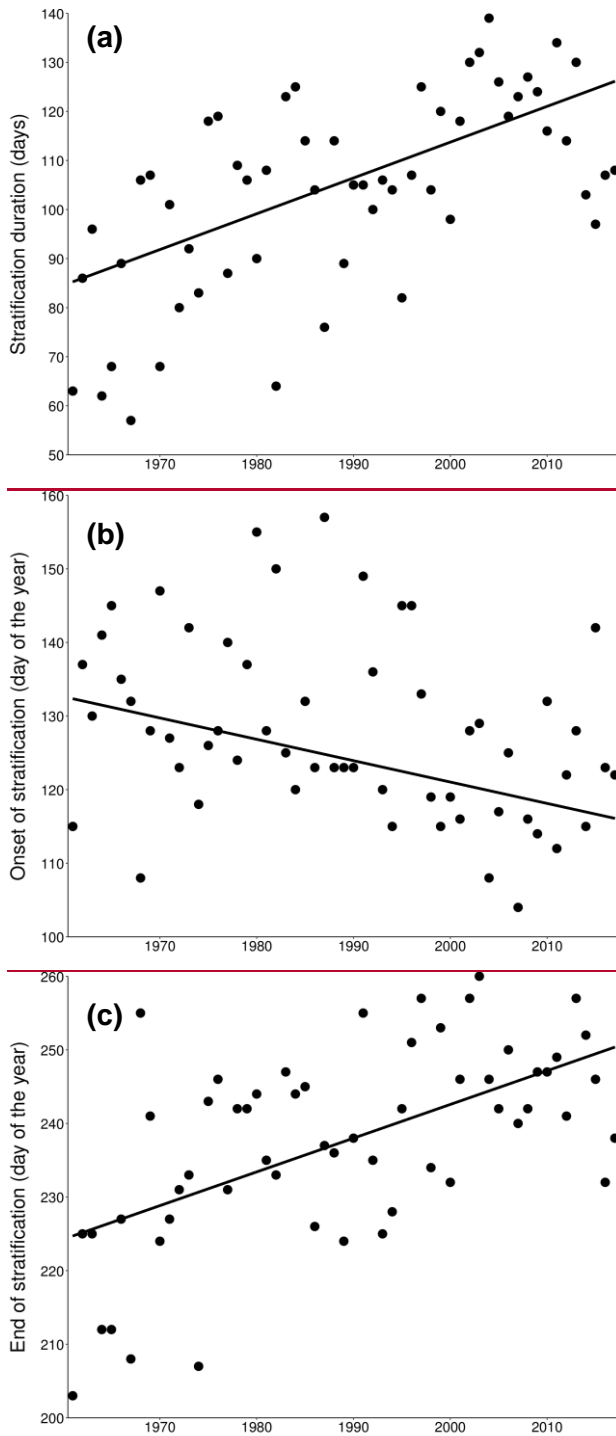 (a)
Stratification duration (days)
140
130
120
110
100
90
80
70
60
50
1970 1980 1990 2000 2010
(b)
Onset of stratification (day of the year)
160
150
140
130
120
110
100
1970 1980 1990 2000 2010
(c)
End of stratification (day of the year)
260
250
240
230
220
210
200
1970 1980 1990 2000 2010